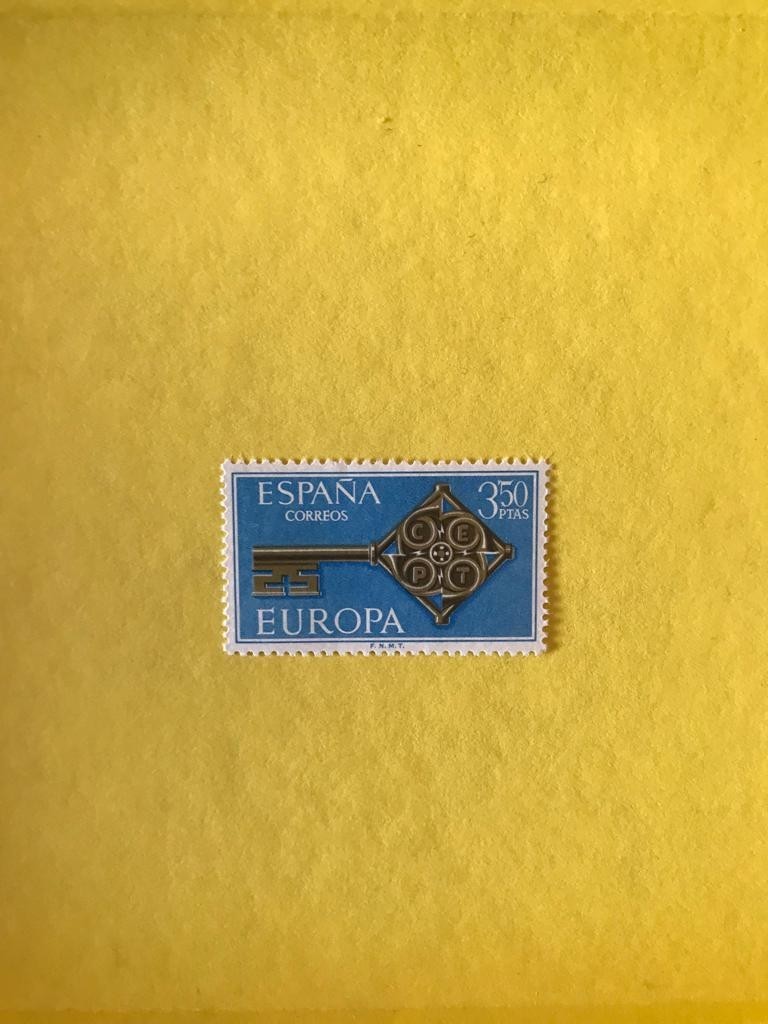 ESPAÑA
CORREOS
3'50
PTAS
C E
P T
EUROPA
F. N. M. T.